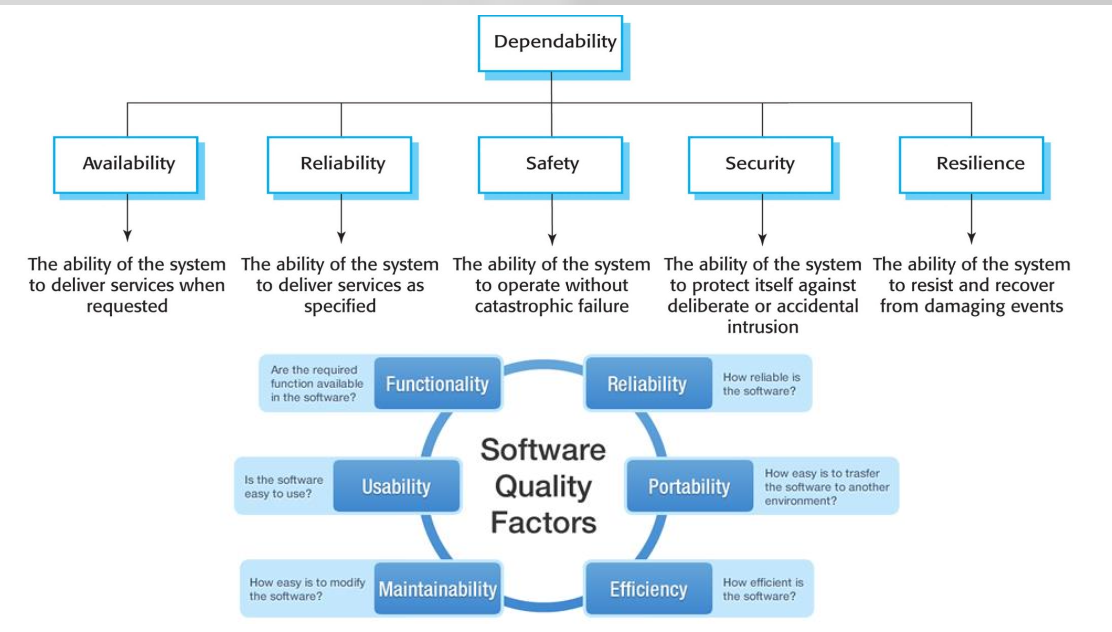 Dependability
Availability
Reliability
Safety
Security
Resilience
The ability of the system
to deliver services when
requested
The ability of the system
to deliver services as
specified
The ability of the system
to operate without
catastrophic failure
The ability of the system
to protect itself against
deliberate or accidental
intrusion
The ability of the system
to resist and recover
from damaging events
Software
Quality
Factors
Are the required
function available
in the software?
Functionality
Reliability
How reliable is
the software?
Is the software
easy to use?
Usability
Portability
How easy is to trasfer
the software to another
environment?
How easy is to modify
the software?
Maintainability
Efficiency
How efficient is
the software?